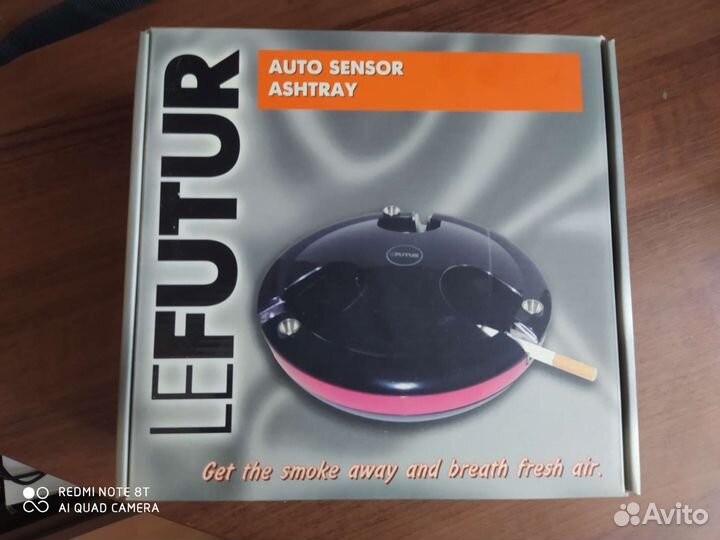 LEFUTUR
AUTO SENSOR
ASHTRAY
Get the smoke away and breath fresh air.
REDMI NOTE 8T
AI QUAD CAMERA
Avito